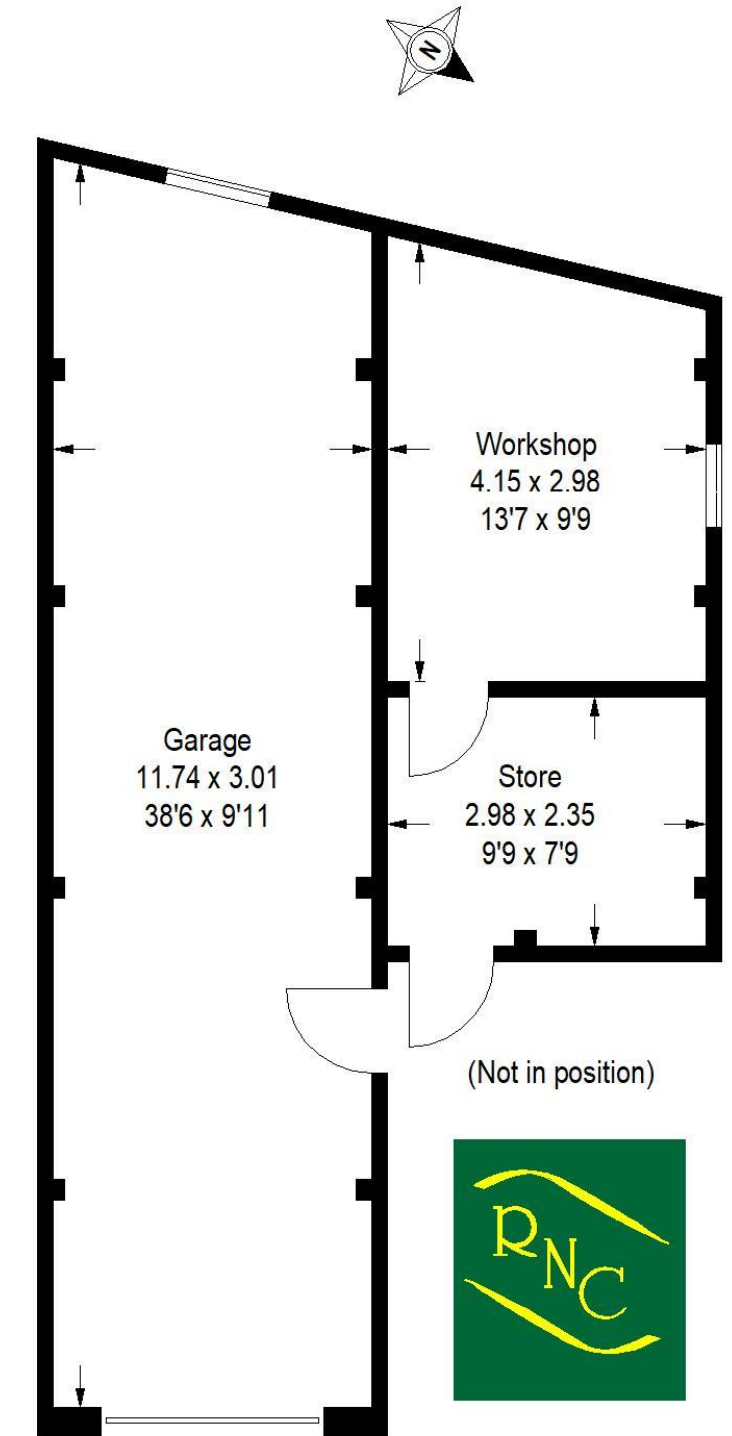 N
Workshop
4.15 x 2.98
13'7 x 9'9
Garage
11.74 x 3.01
38'6 x 9'11
Store
2.98 x 2.35
9'9 x 7'9
(Not in position)
RNC